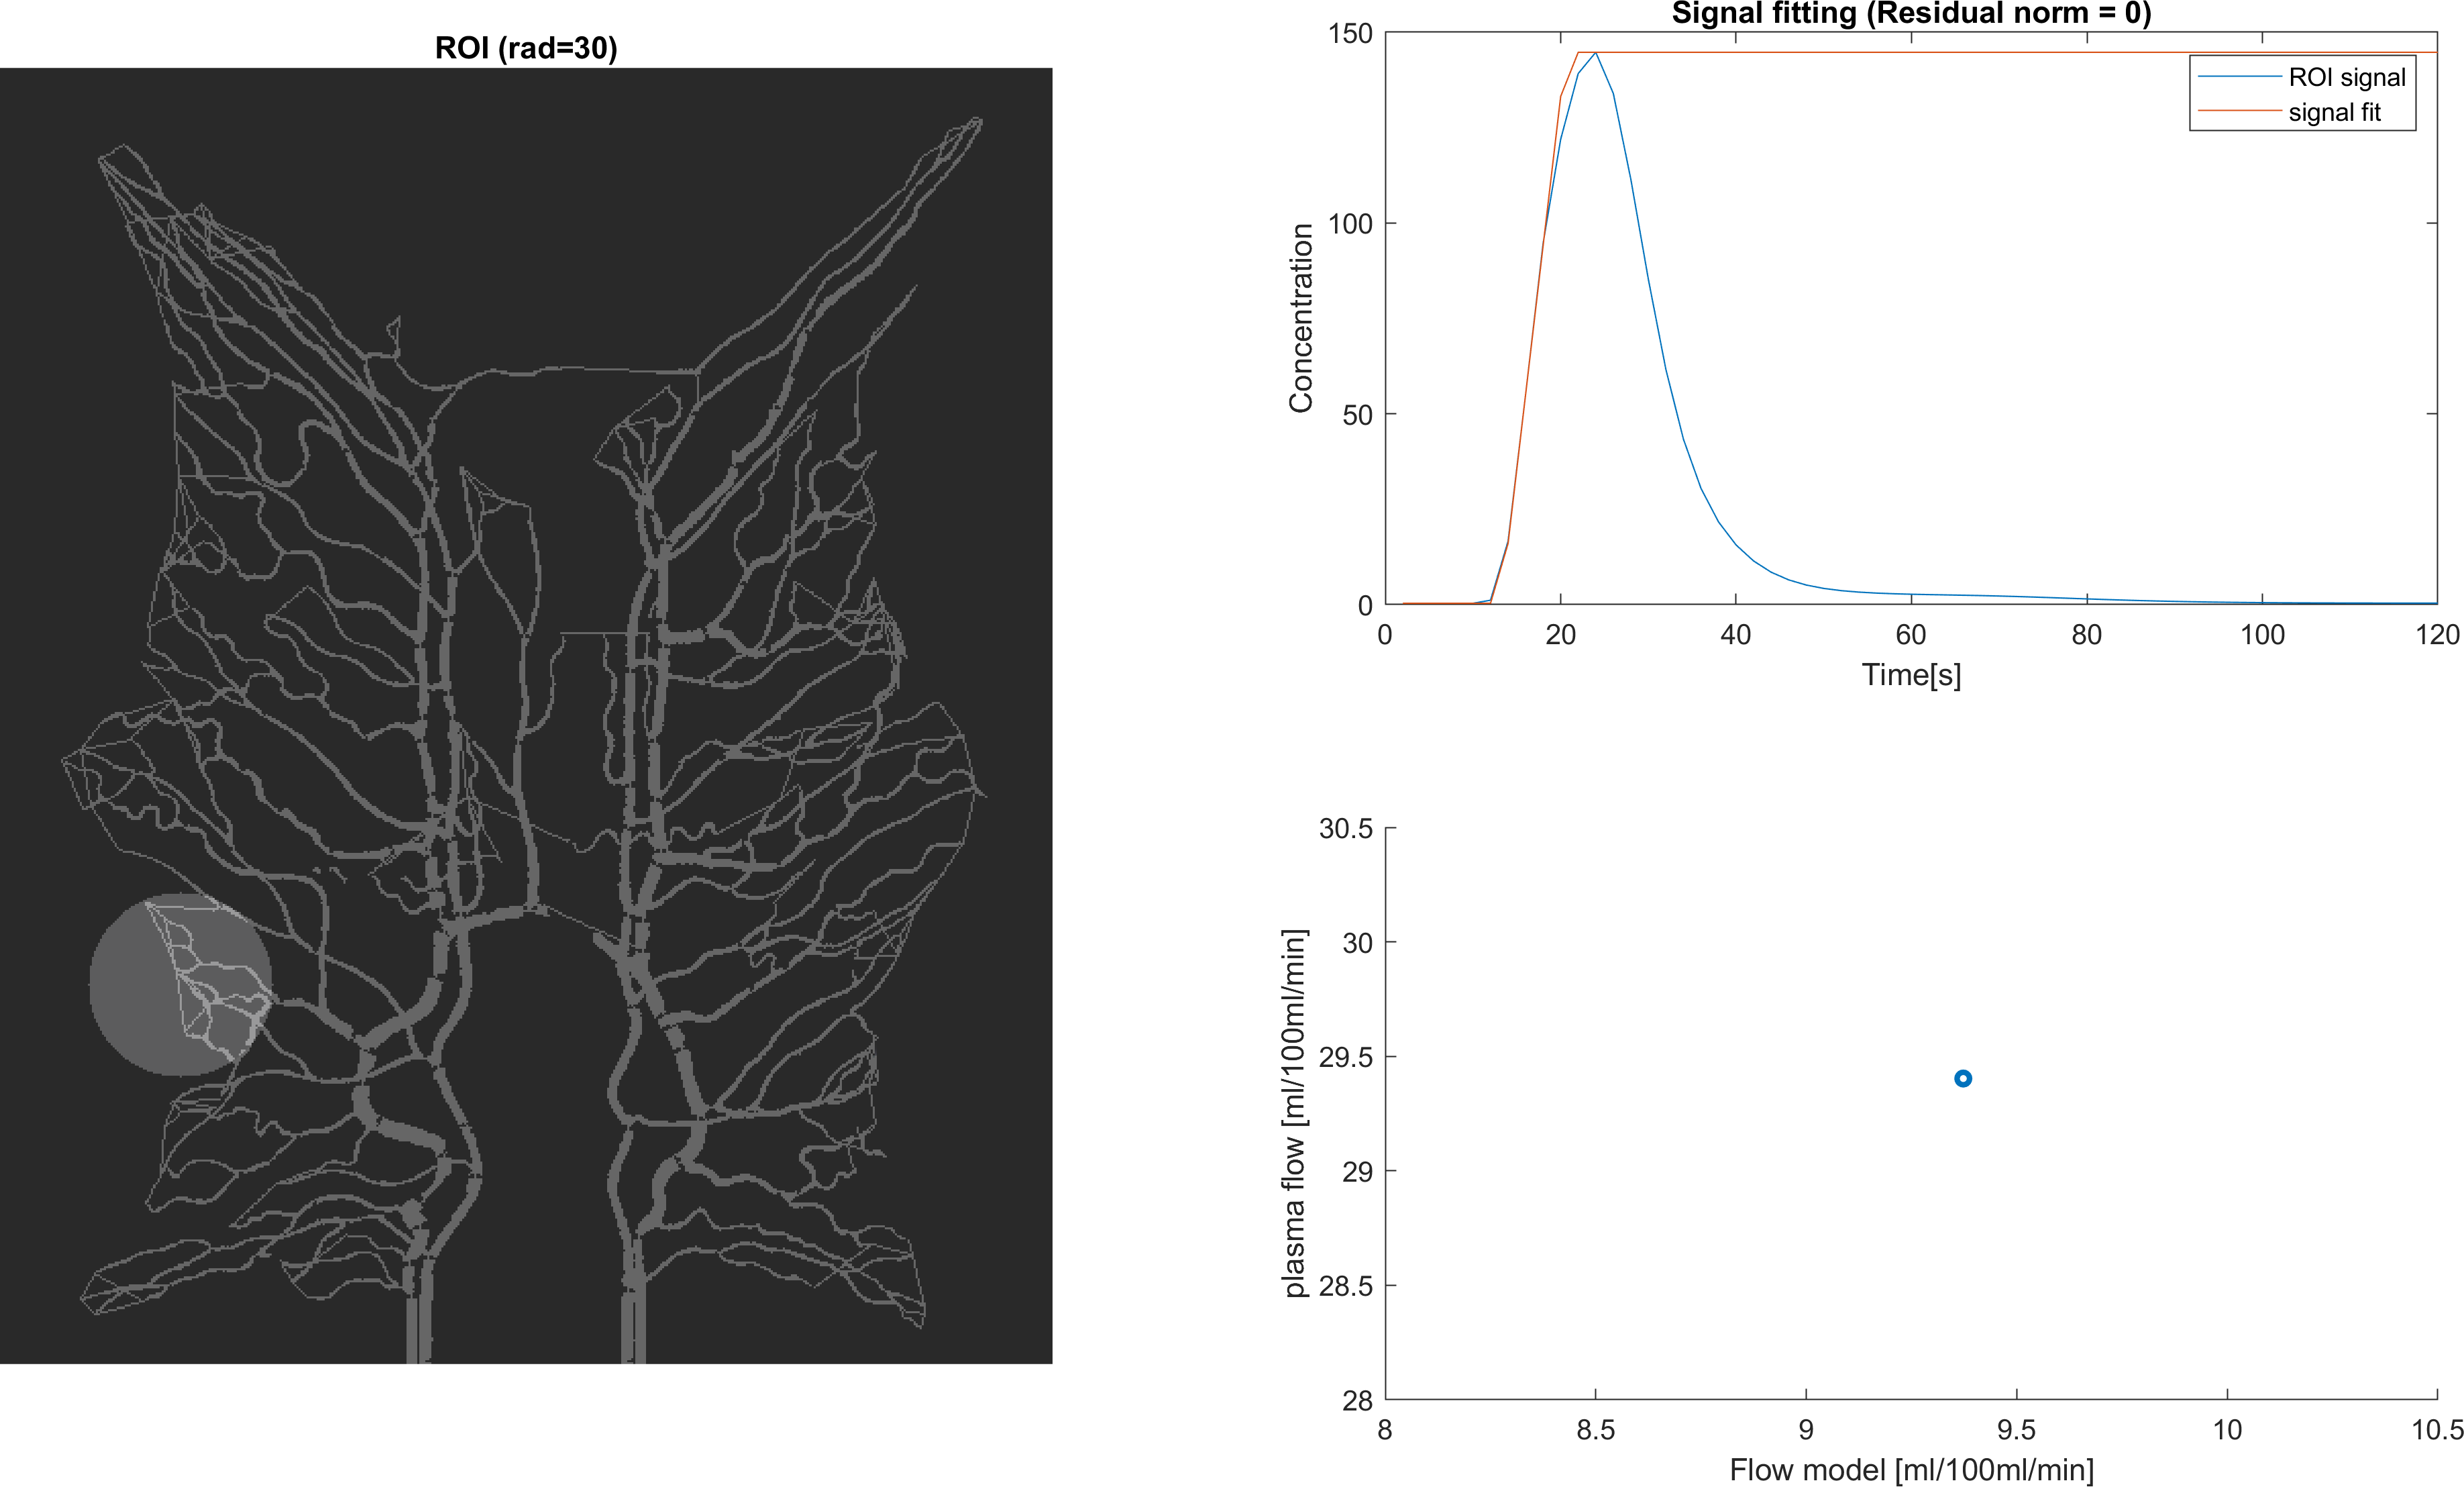 ROI (rad=30)
Signal fitting (Residual norm = 0)
150
100
50
0
Concentration
0 20 40 60 80 100 120
Time[s]
ROI signal
signal fit
30.5
30
29.5
29
28.5
28
plasma flow [ml/100ml/min]
8 8.5 9 9.5 10 10.5
Flow model [ml/100ml/min]